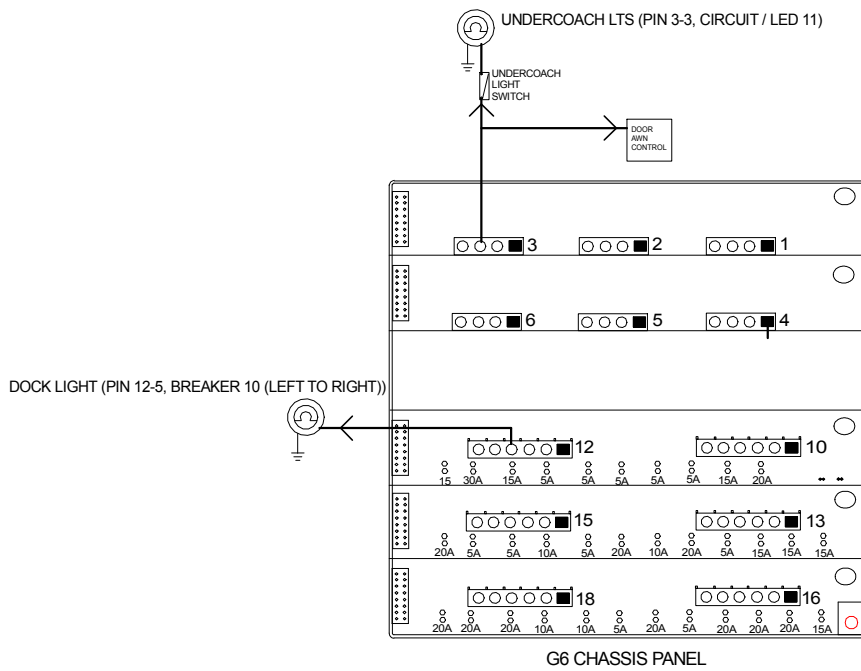 UNDERCOACH LTS (PIN 3-3, CIRCUIT / LED 11)
UNDERCOACH
LIGHT
SWITCH
DOOR
AWN
CONTROL
3 2 1
6 5 4
DOCK LIGHT (PIN 12-5, BREAKER 10 (LEFT TO RIGHT))
12 10
15 30A 15A 5A 5A 5A 5A 5A 15A 20A
15 13
20A 5A 5A 10A 5A 20A 10A 20A 5A 15A 15A 15A
18 16
20A 20A 20A 10A 10A 5A 20A 5A 20A 20A 20A 15A
G6 CHASSIS PANEL